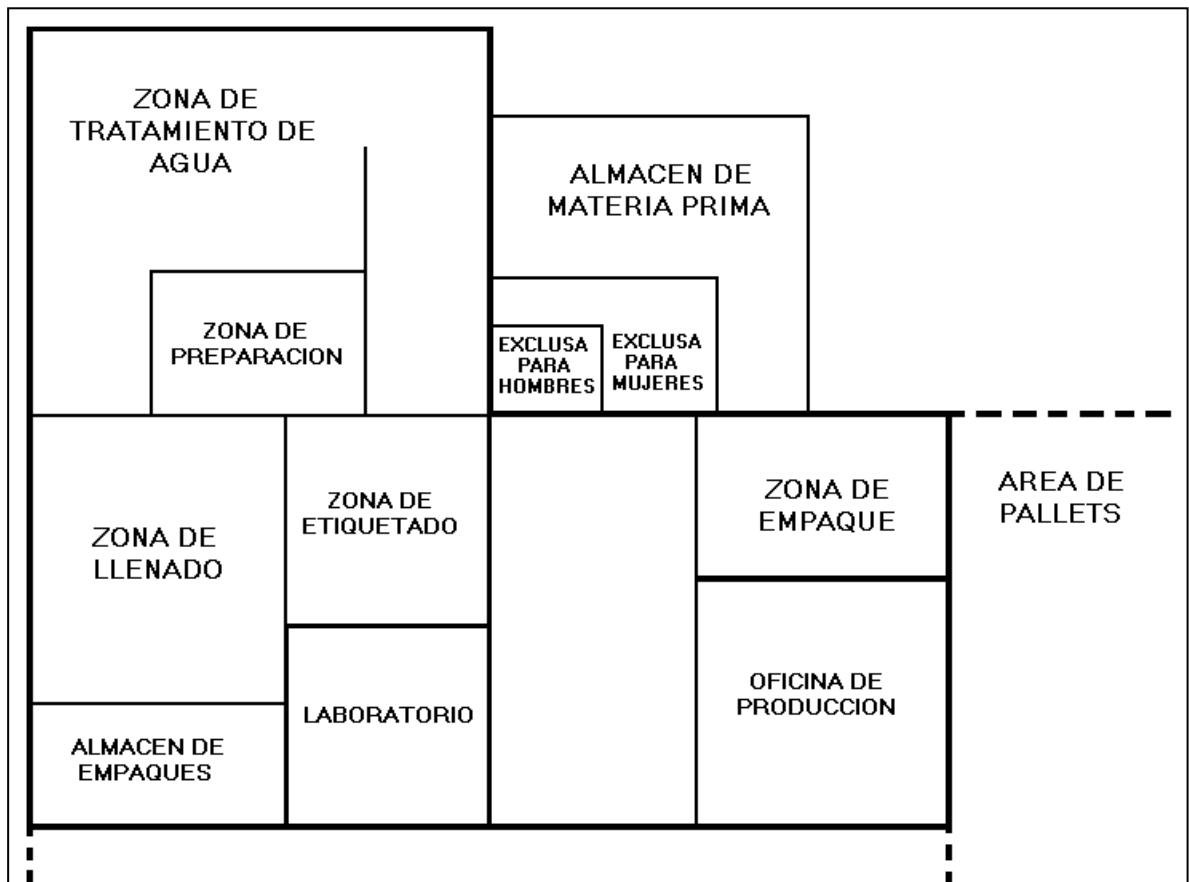 ZONA DE
TRATAMIENTO DE
AGUA
ALMACEN DE
MATERIA PRIMA
ZONA DE
PREPARACION
EXCLUSA
PARA
HOMBRES
EXCLUSA
PARA
MUJERES
ZONA DE
LLENADO
ZONA DE
ETIQUETADO
ZONA DE
EMPAQUE
AREA DE
PALLETS
ALMACEN DE
EMPAQUES
LABORATORIO
OFICINA DE
PRODUCCION